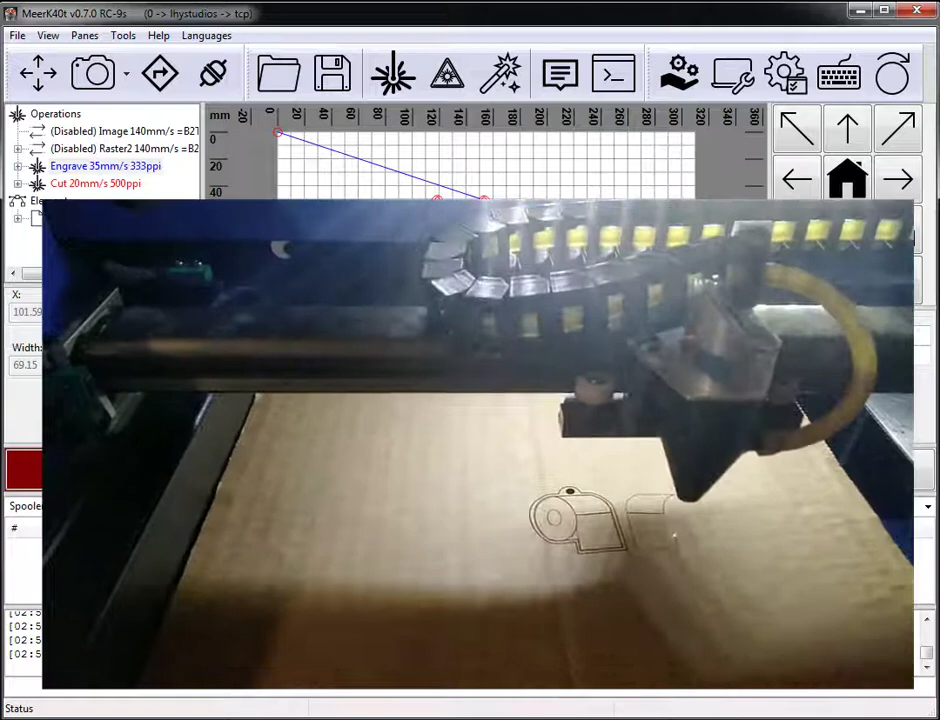 MeerK40t v0.7.0 RC-9s    (0 -> lhystudios -> tcp)
File View Panes Tools Help Languages
Operations
(Disabled) Image 140mm/s =B2T
(Disabled) Raster2 140mm/s =B2
Engrave 35mm/s 333ppi
Cut 20mm/s 500ppi
mm
-20 0 20 40 60 80 100 120 140 160 180 200 220 240 260 280 300 320 340 360
0
20
40
X:
101.59
Width:
69.15
Spooler
#
[02:5
[02:5
[02:5
[02:5
Status